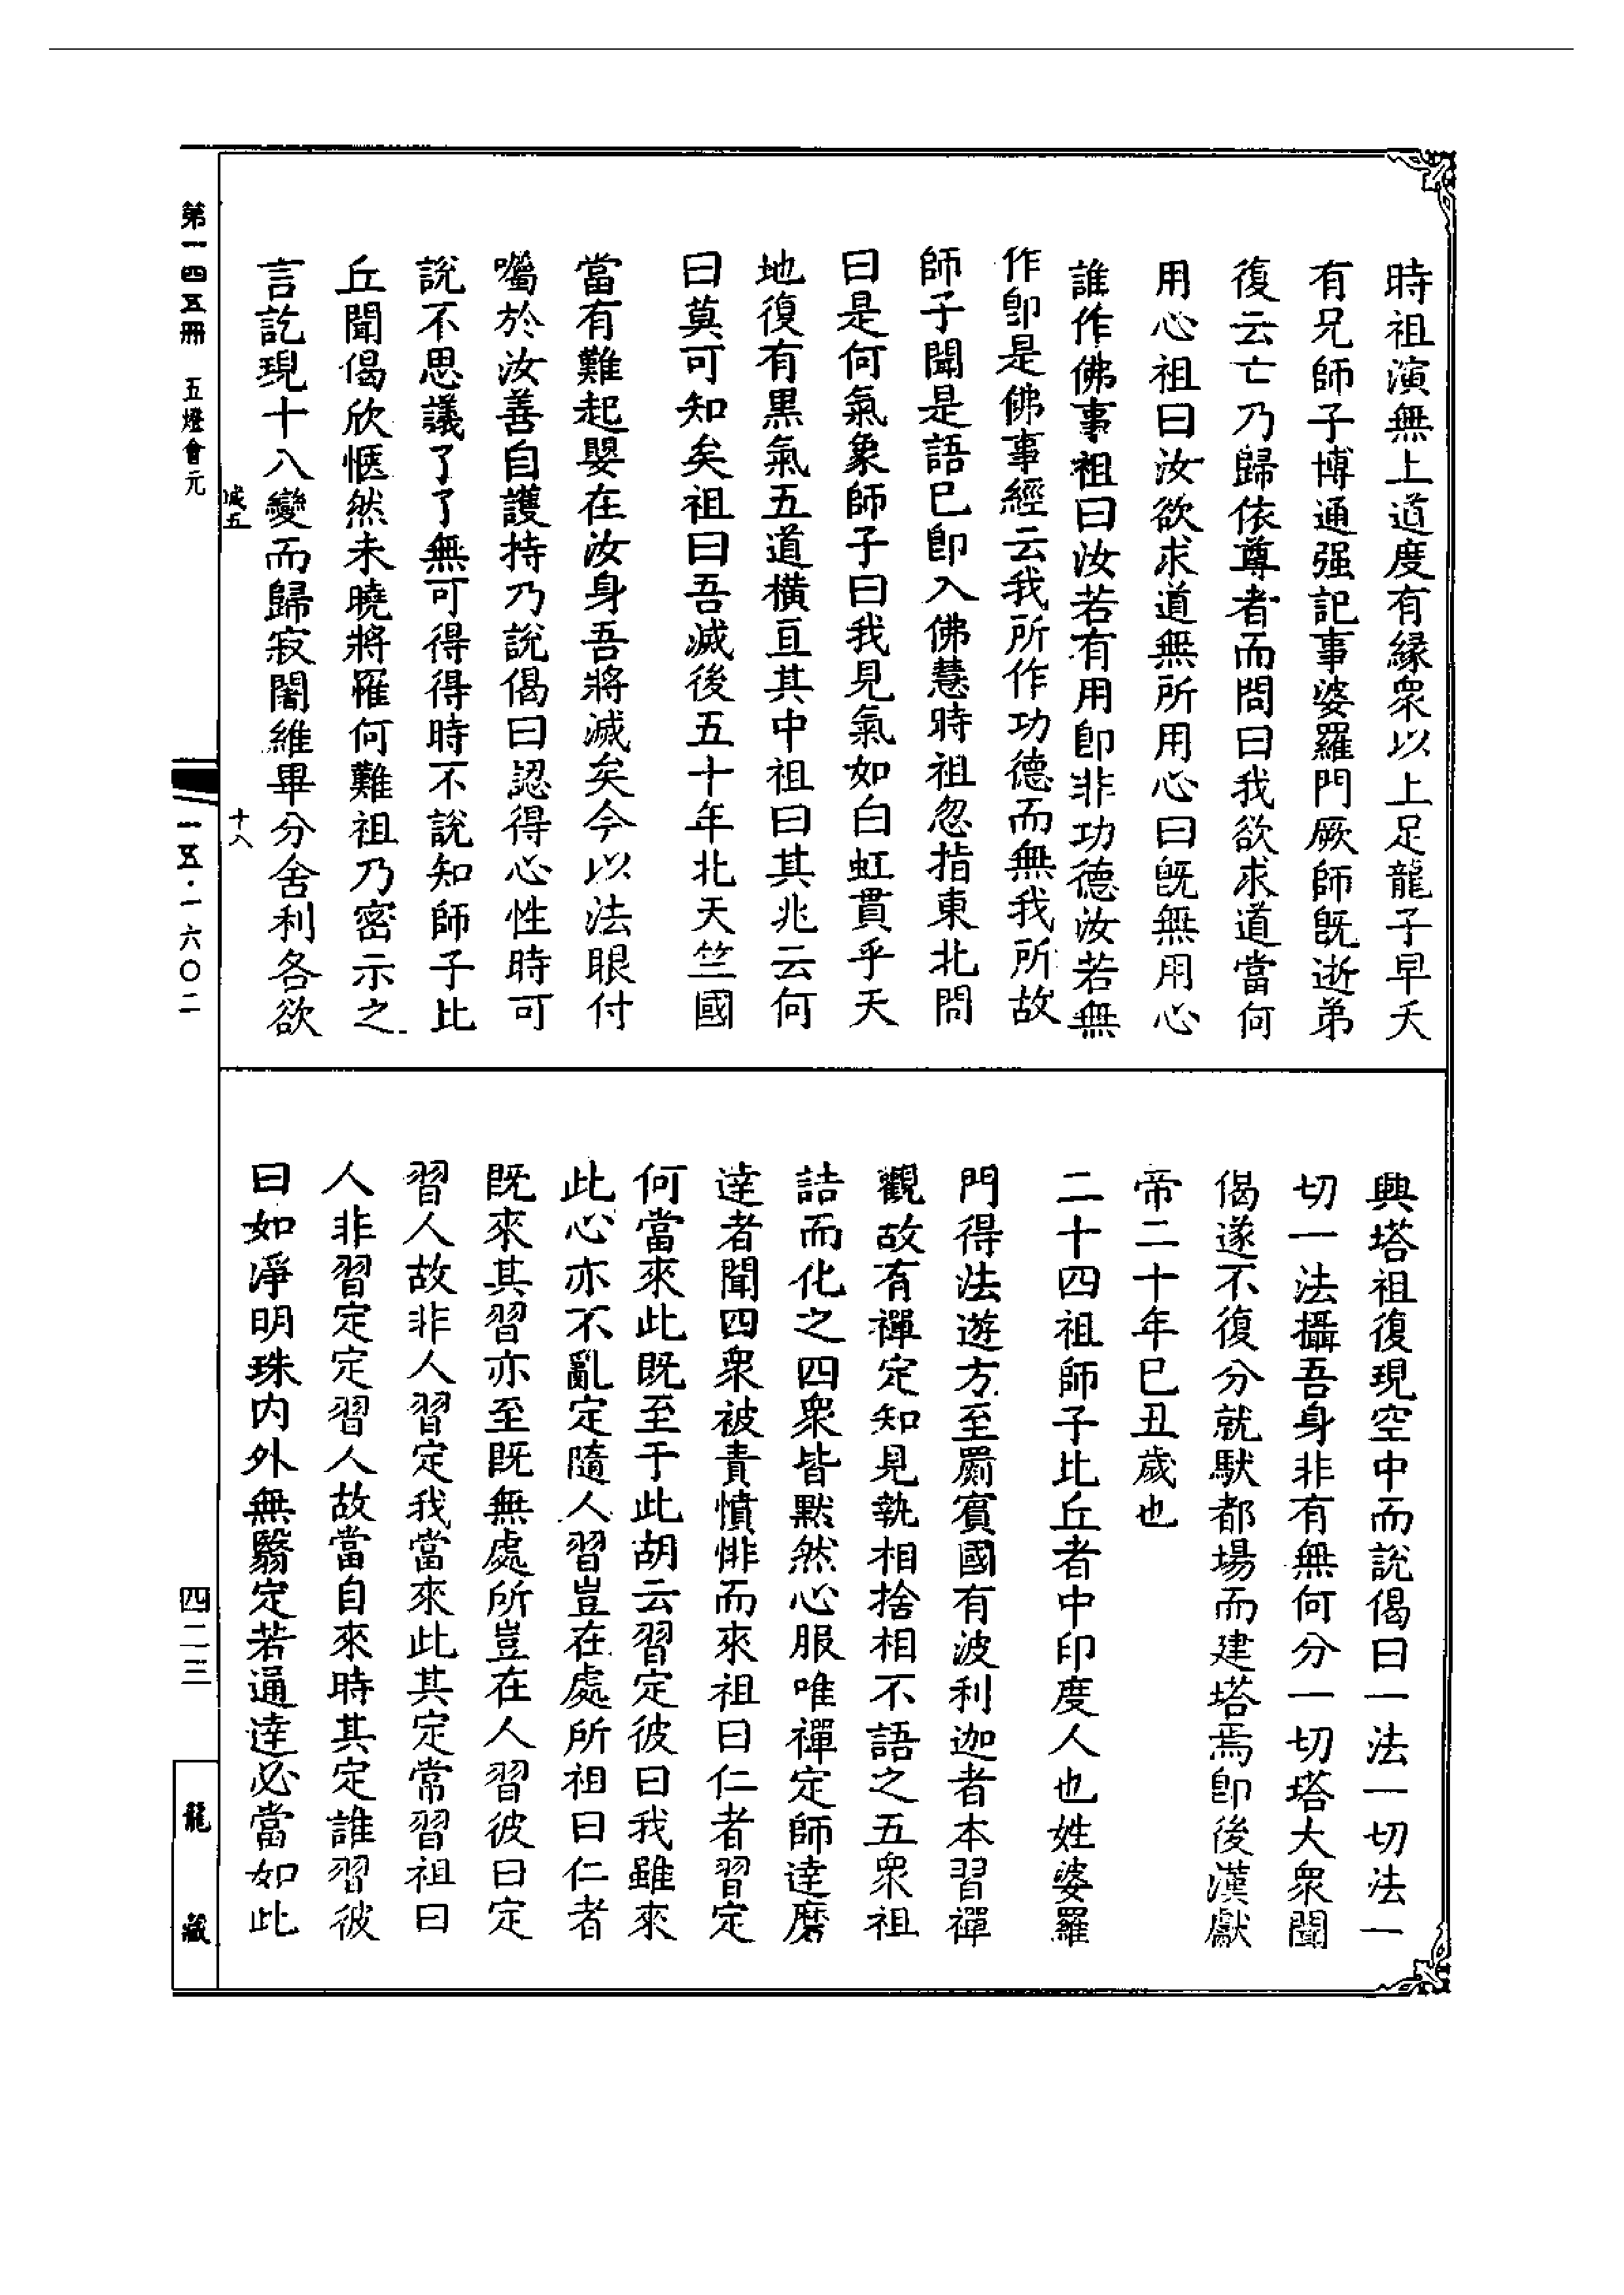 時祖演無上道度有緣衆以上足龍子早夭
有兄師子博通强記事婆羅門厥師旣逝弟
復云亡乃歸依尊者而問曰我欲求道當何
用心祖曰汝欲求道無所用心曰旣無用心
誰作佛事祖曰汝若有用卽非功德汝若無
作卽是佛事經云我所作功德而無我所故
師子聞是語已卽入佛慧時祖忽指東北問
曰是何氣象師子曰我見氣如白虹貫乎天
地復有黑氣五道橫亘其中祖曰其兆云何
曰莫可知矣祖曰吾滅後五十年北天竺國
當有難起嬰在汝身吾將滅矣今以法眼付
囑於汝善自護持乃說偈曰認得心性時可
說不思議了了無可得得時不說知師子比
丘聞偈欣愜然未曉將罹何難祖乃密示之
言訖現十八變而歸寂闍維畢分舍利各欲
興塔祖復現空中而說偈曰一法一切法一
切一法攝吾身非有無何分一切塔大衆聞
偈遂不復分就馱都場而建塔焉卽後漢獻
帝二十年巳丑歲也
二十四祖師子比丘者中印度人也姓婆羅
門得法遊方至罽賓國有波利迦者本習禪
觀故有禪定知見執相捨相不語之五衆祖
詰而化之四衆皆默然心服唯禪定師達磨
達者聞四衆被責憤悱而來祖曰仁者習定
何當來此既至于此胡云習定彼曰我雖來
此心亦不亂定隨人習豈在處所祖曰仁者
既來其習亦至既無處所豈在人習彼曰定
習人故非人習定我當來此其定常習祖曰
人非習定定習人故當自來時其定誰習彼
曰如淨明珠内外無翳定若通達必當如此
第一四五冊 五燈會元
十八
一五·一六〇二
四二三
龍藏